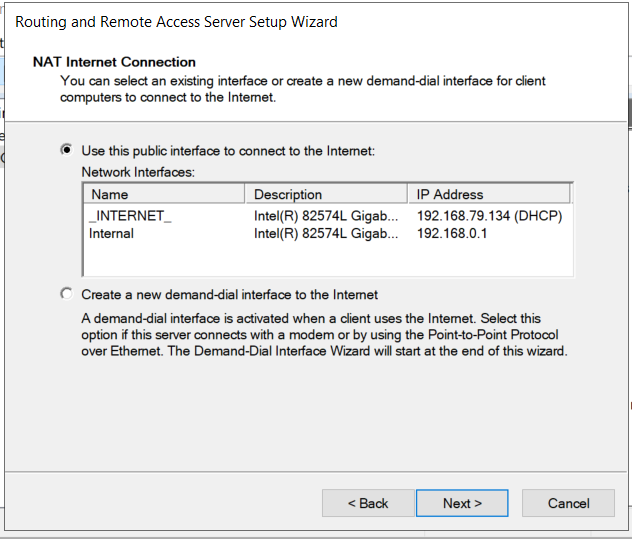 Routing and Remote Access Server Setup Wizard
NAT Internet Connection
You can select an existing interface or create a new demand-dial interface for client
computers to connect to the Internet.
Use this public interface to connect to the Internet:
Network Interfaces:
Name Description IP Address
_INTERNET_ Intel(R) 82574L Gigab... 192.168.79.134 (DHCP)
Internal Intel(R) 82574L Gigab... 192.168.0.1
Create a new demand-dial interface to the Internet
A demand-dial interface is activated when a client uses the Internet. Select this
option if this server connects with a modem or by using the Point-to-Point Protocol
over Ethernet. The Demand-Dial Interface Wizard will start at the end of this wizard.
< Back Next > Cancel